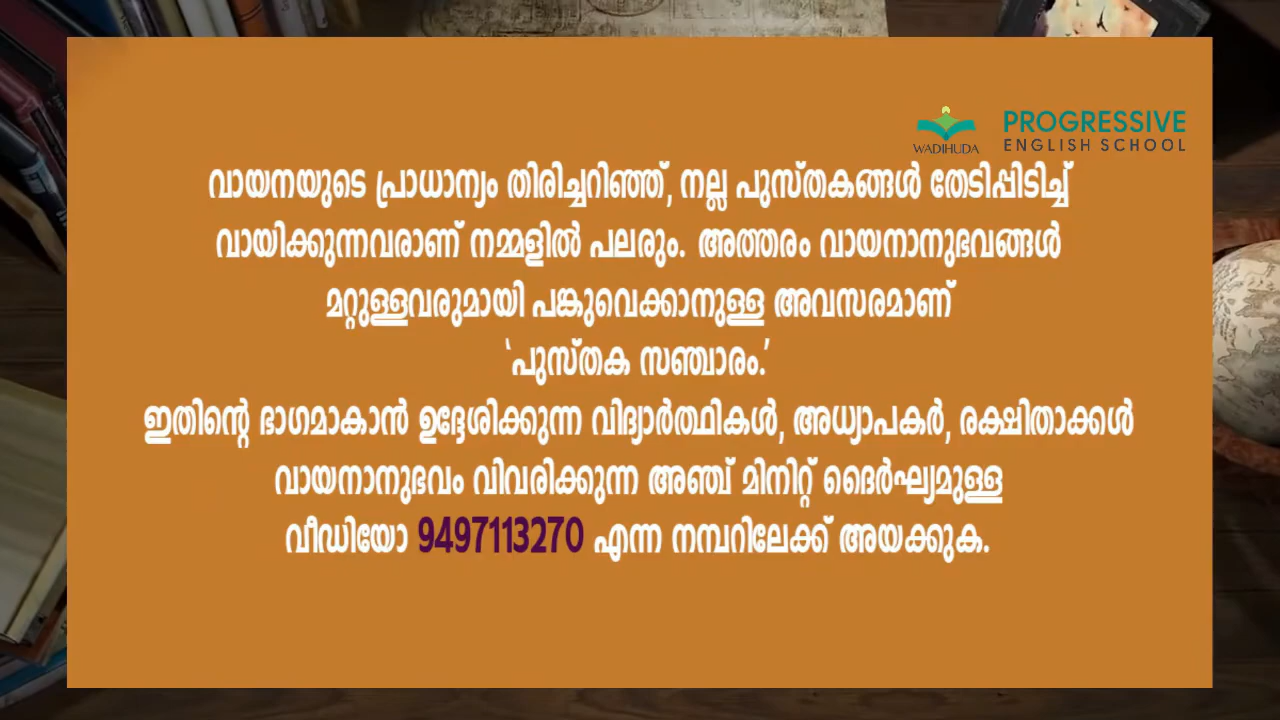 PROGRESSIVE
WADIHUDA ENGLISH SCHOOL
വായനയുടെ പ്രാധാന്യം തിരിച്ചറിഞ്ഞ്, നല്ല പുസ്തകങ്ങൾ തേടിപ്പിടിച്ച്
വായിക്കുന്നവരാണ് നമ്മളിൽ പലരും. അത്തരം വായനാനുഭവങ്ങൾ
മറ്റുള്ളവരുമായി പങ്കുവെക്കാനുള്ള അവസരമാണ്
‘പുസ്തക സഞ്ചാരം.’
ഇതിന്റെ ഭാഗമാകാൻ ഉദ്ദേശിക്കുന്ന വിദ്യാർത്ഥികൾ, അധ്യാപകർ, രക്ഷിതാക്കൾ
വായനാനുഭവം വിവരിക്കുന്ന അഞ്ച് മിനിറ്റ് ദൈർഘ്യമുള്ള
വീഡിയോ 9497113270 എന്ന നമ്പറിലേക്ക് അയക്കുക.